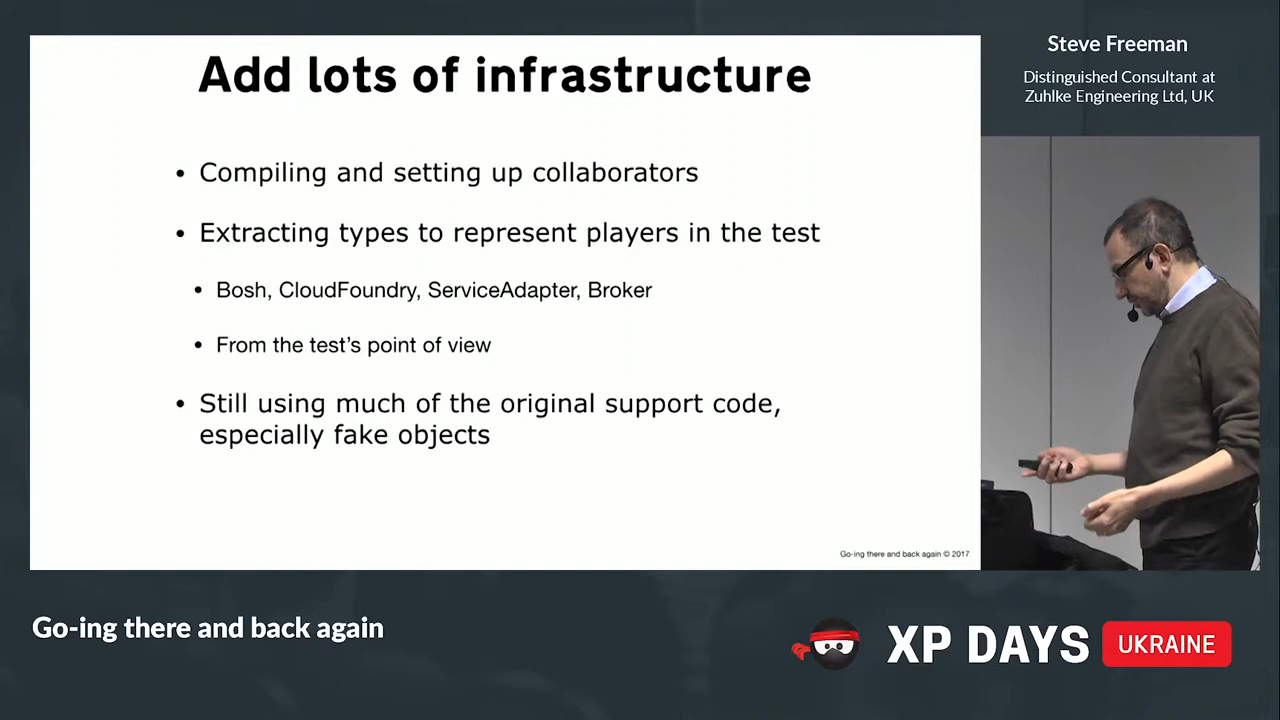 Add lots of infrastructure
• Compiling and setting up collaborators
• Extracting types to represent players in the test
• Bosh, CloudFoundry, ServiceAdapter, Broker
• From the test's point of view
• Still using much of the original support code,
especially fake objects
Go-ing there and back again © 2017
Steve Freeman
Distinguished Consultant at
Zuhlke Engineering Ltd, UK
Go-ing there and back again
XP DAYS UKRAINE